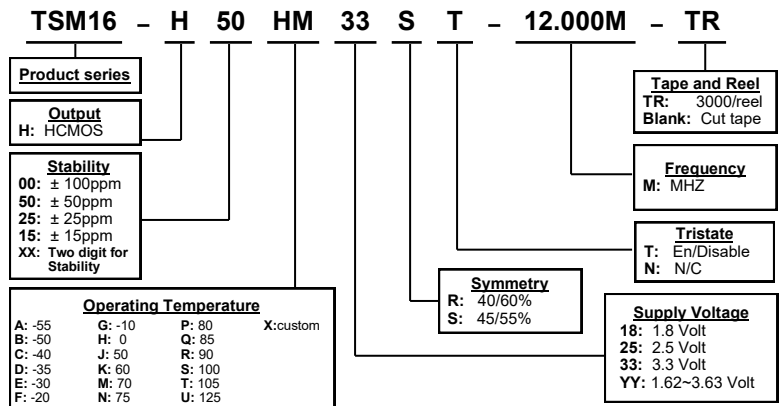 TSM16 – H 50 HM 33 S T – 12.000M – TR
Product series
Output
H: HCMOS
Stability
00: ± 100ppm
50: ± 50ppm
25: ± 25ppm
15: ± 15ppm
XX: Two digit for
Stability
Operating Temperature
A: -55 G: -10 P: 80 X:custom
B: -50 H: 0 Q: 85
C: -40 J: 50 R: 90
D: -35 K: 60 S: 100
E: -30 M: 70 T: 105
F: -20 N: 75 U: 125
Symmetry
R: 40/60%
S: 45/55%
Tape and Reel
TR: 3000/reel
Blank: Cut tape
Frequency
M: MHZ
Tristate
T: En/Disable
N: N/C
Supply Voltage
18: 1.8 Volt
25: 2.5 Volt
33: 3.3 Volt
YY: 1.62~3.63 Volt